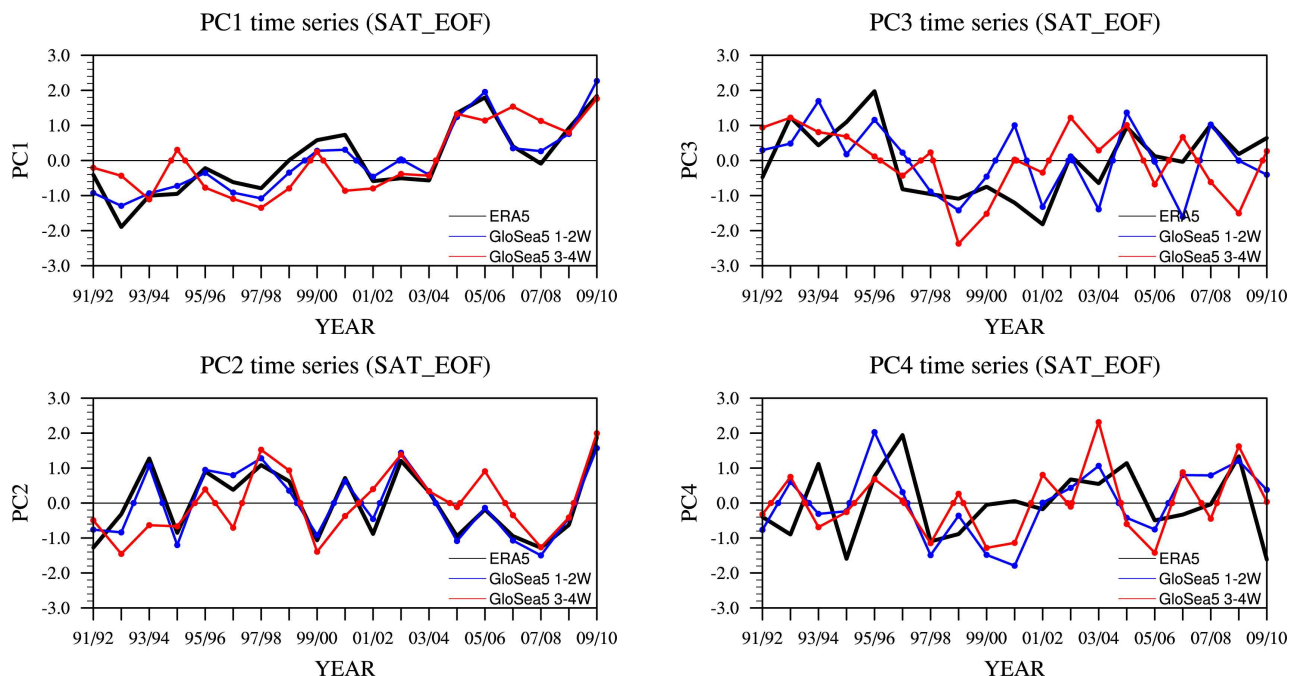 PC1 time series (SAT_EOF)
3.0
2.0
1.0
0.0
-1.0
-2.0
-3.0
PC1
ERA5
GloSea5 1-2W
GloSea5 3-4W
91/92 93/94 95/96 97/98 99/00 01/02 03/04 05/06 07/08 09/10
YEAR
PC3 time series (SAT_EOF)
3.0
2.0
1.0
0.0
-1.0
-2.0
-3.0
PC3
ERA5
GloSea5 1-2W
GloSea5 3-4W
91/92 93/94 95/96 97/98 99/00 01/02 03/04 05/06 07/08 09/10
YEAR
PC2 time series (SAT_EOF)
3.0
2.0
1.0
0.0
-1.0
-2.0
-3.0
PC2
ERA5
GloSea5 1-2W
GloSea5 3-4W
91/92 93/94 95/96 97/98 99/00 01/02 03/04 05/06 07/08 09/10
YEAR
PC4 time series (SAT_EOF)
3.0
2.0
1.0
0.0
-1.0
-2.0
-3.0
PC4
ERA5
GloSea5 1-2W
GloSea5 3-4W
91/92 93/94 95/96 97/98 99/00 01/02 03/04 05/06 07/08 09/10
YEAR